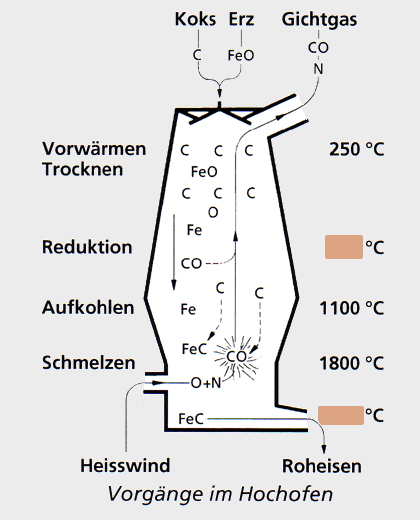 Koks Erz Gichtgas
C FeO CO
N
Vorwärmen C C C 250 °C
Trocknen FeO
C C C
O
Fe
Reduktion °C
CO
C C
Aufkohlen Fe 1100 °C
FeC CO
Schmelzen 1800 °C
O+N
FeC °C
Heisswind Roheisen
Vorgänge im Hochofen